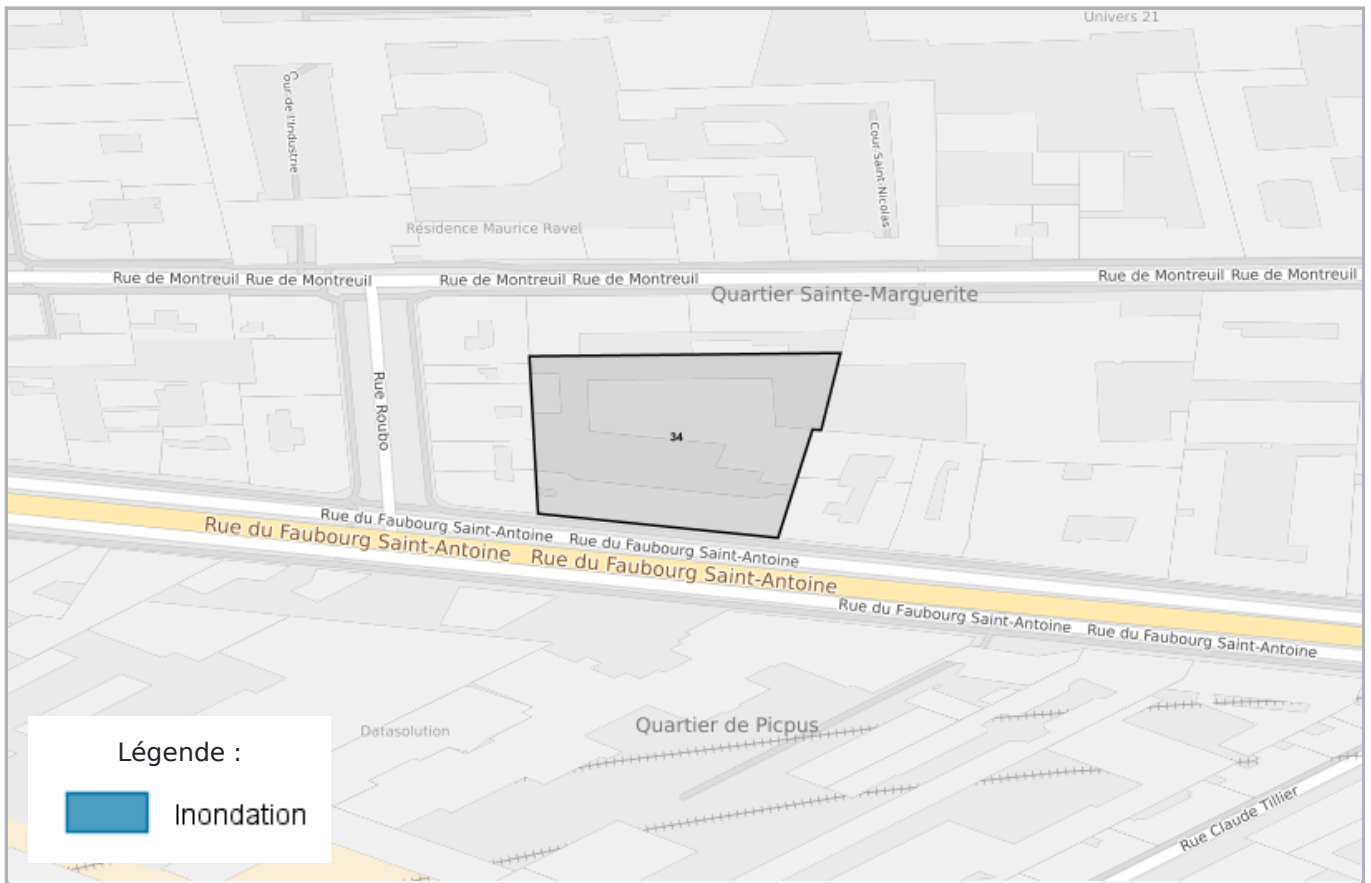 Univers 21
Cour de l'Industrie
Cour Saint-Nicolas
Résidence Maurice Ravel
Rue de Montreuil Rue de Montreuil
Rue de Montreuil Rue de Montreuil
Rue de Montreuil Rue de Montreuil
Quartier Sainte-Marguerite
Rue Roubo
34
Rue du Faubourg Saint-Antoine Rue du Faubourg Saint-Antoine
Rue du Faubourg Saint-Antoine Rue du Faubourg Saint-Antoine
Rue du Faubourg Saint-Antoine Rue du Faubourg Saint-Antoine
Datasolution
Quartier de Picpus
Rue Claude Tillier
Légende :
Inondation